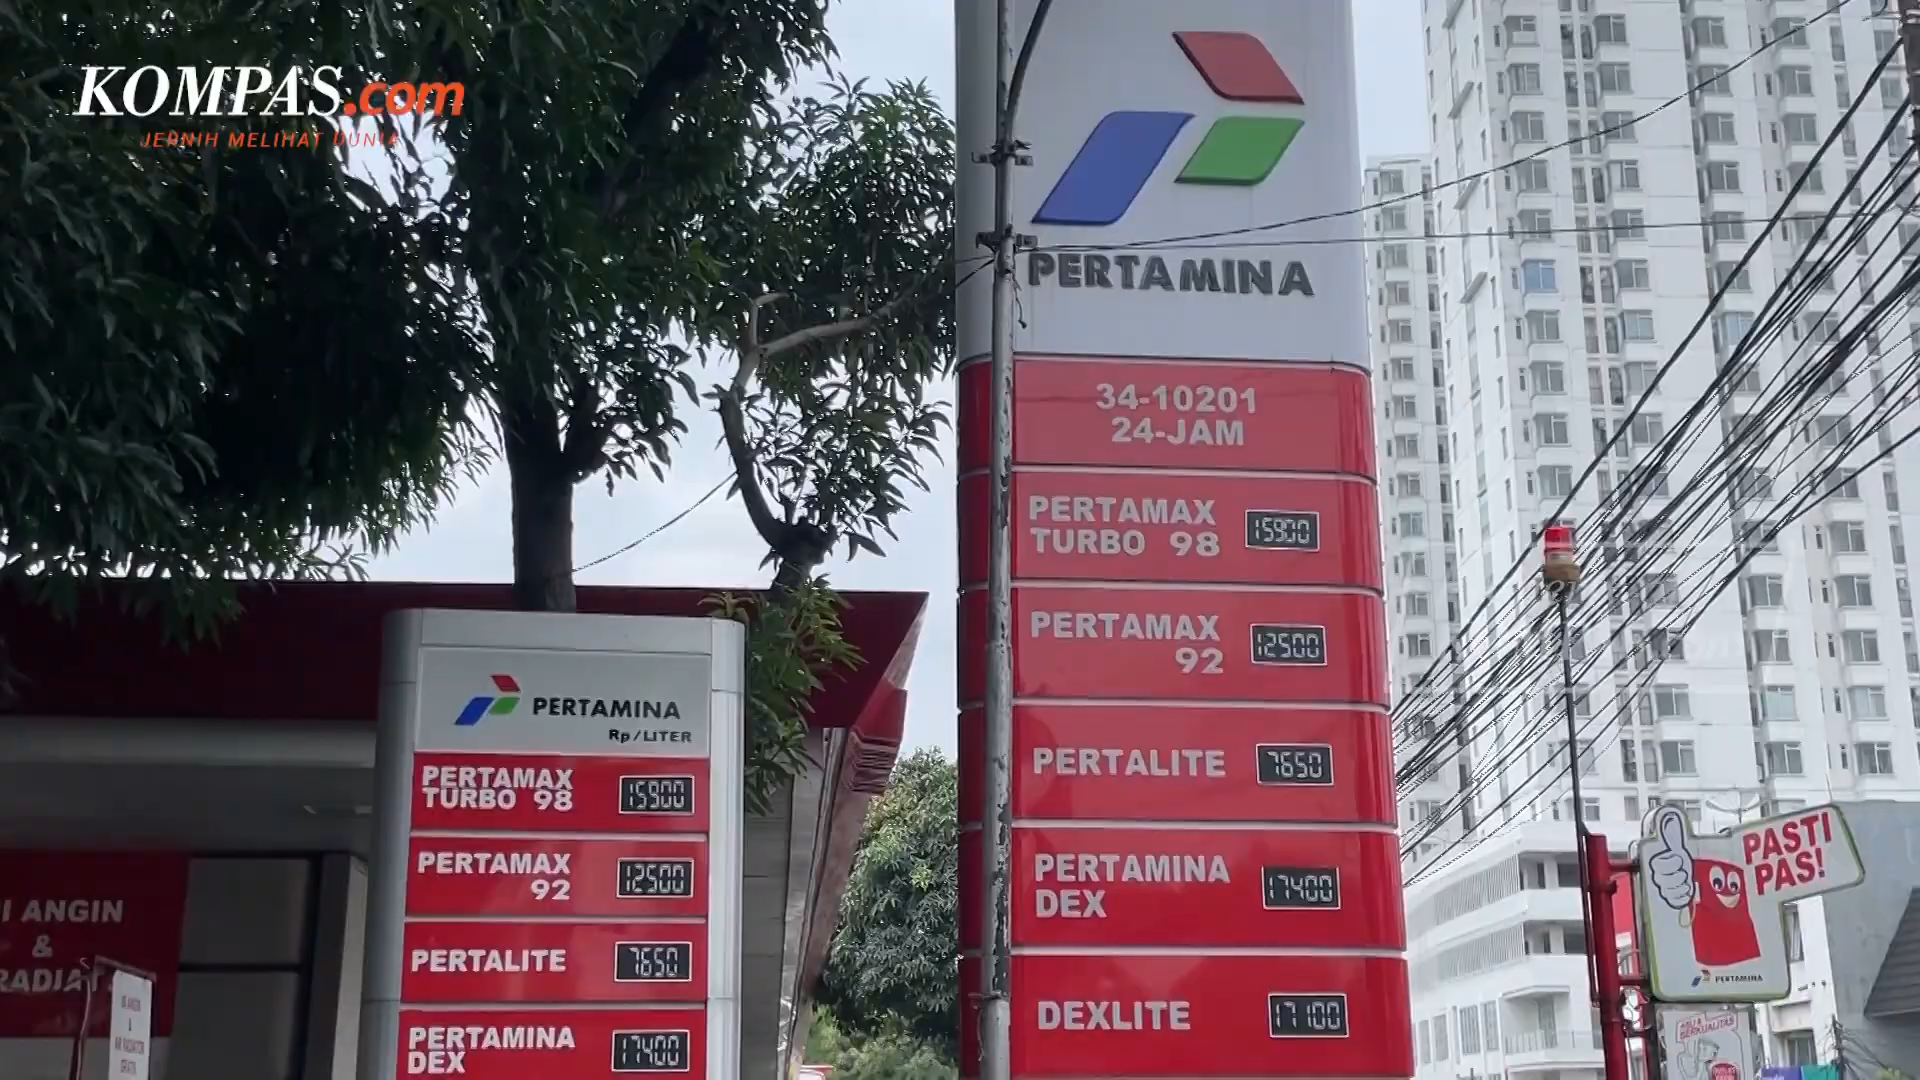 KOMPAS.com
JERNIH MELIHAT DUNIA
PERTAMINA
34-10201
24-JAM
PERTAMAX
TURBO 98
15900
PERTAMAX
92
12500
PERTALITE
7650
PERTAMINA
DEX
17400
DEXLITE
17100
PERTAMINA
Rp/LITER
PERTAMAX
TURBO 98
15900
PERTAMAX
92
12500
PERTALITE
7650
PERTAMINA
DEX
17400
ANGIN
&
PASTI
PAS!
PERTAMINA